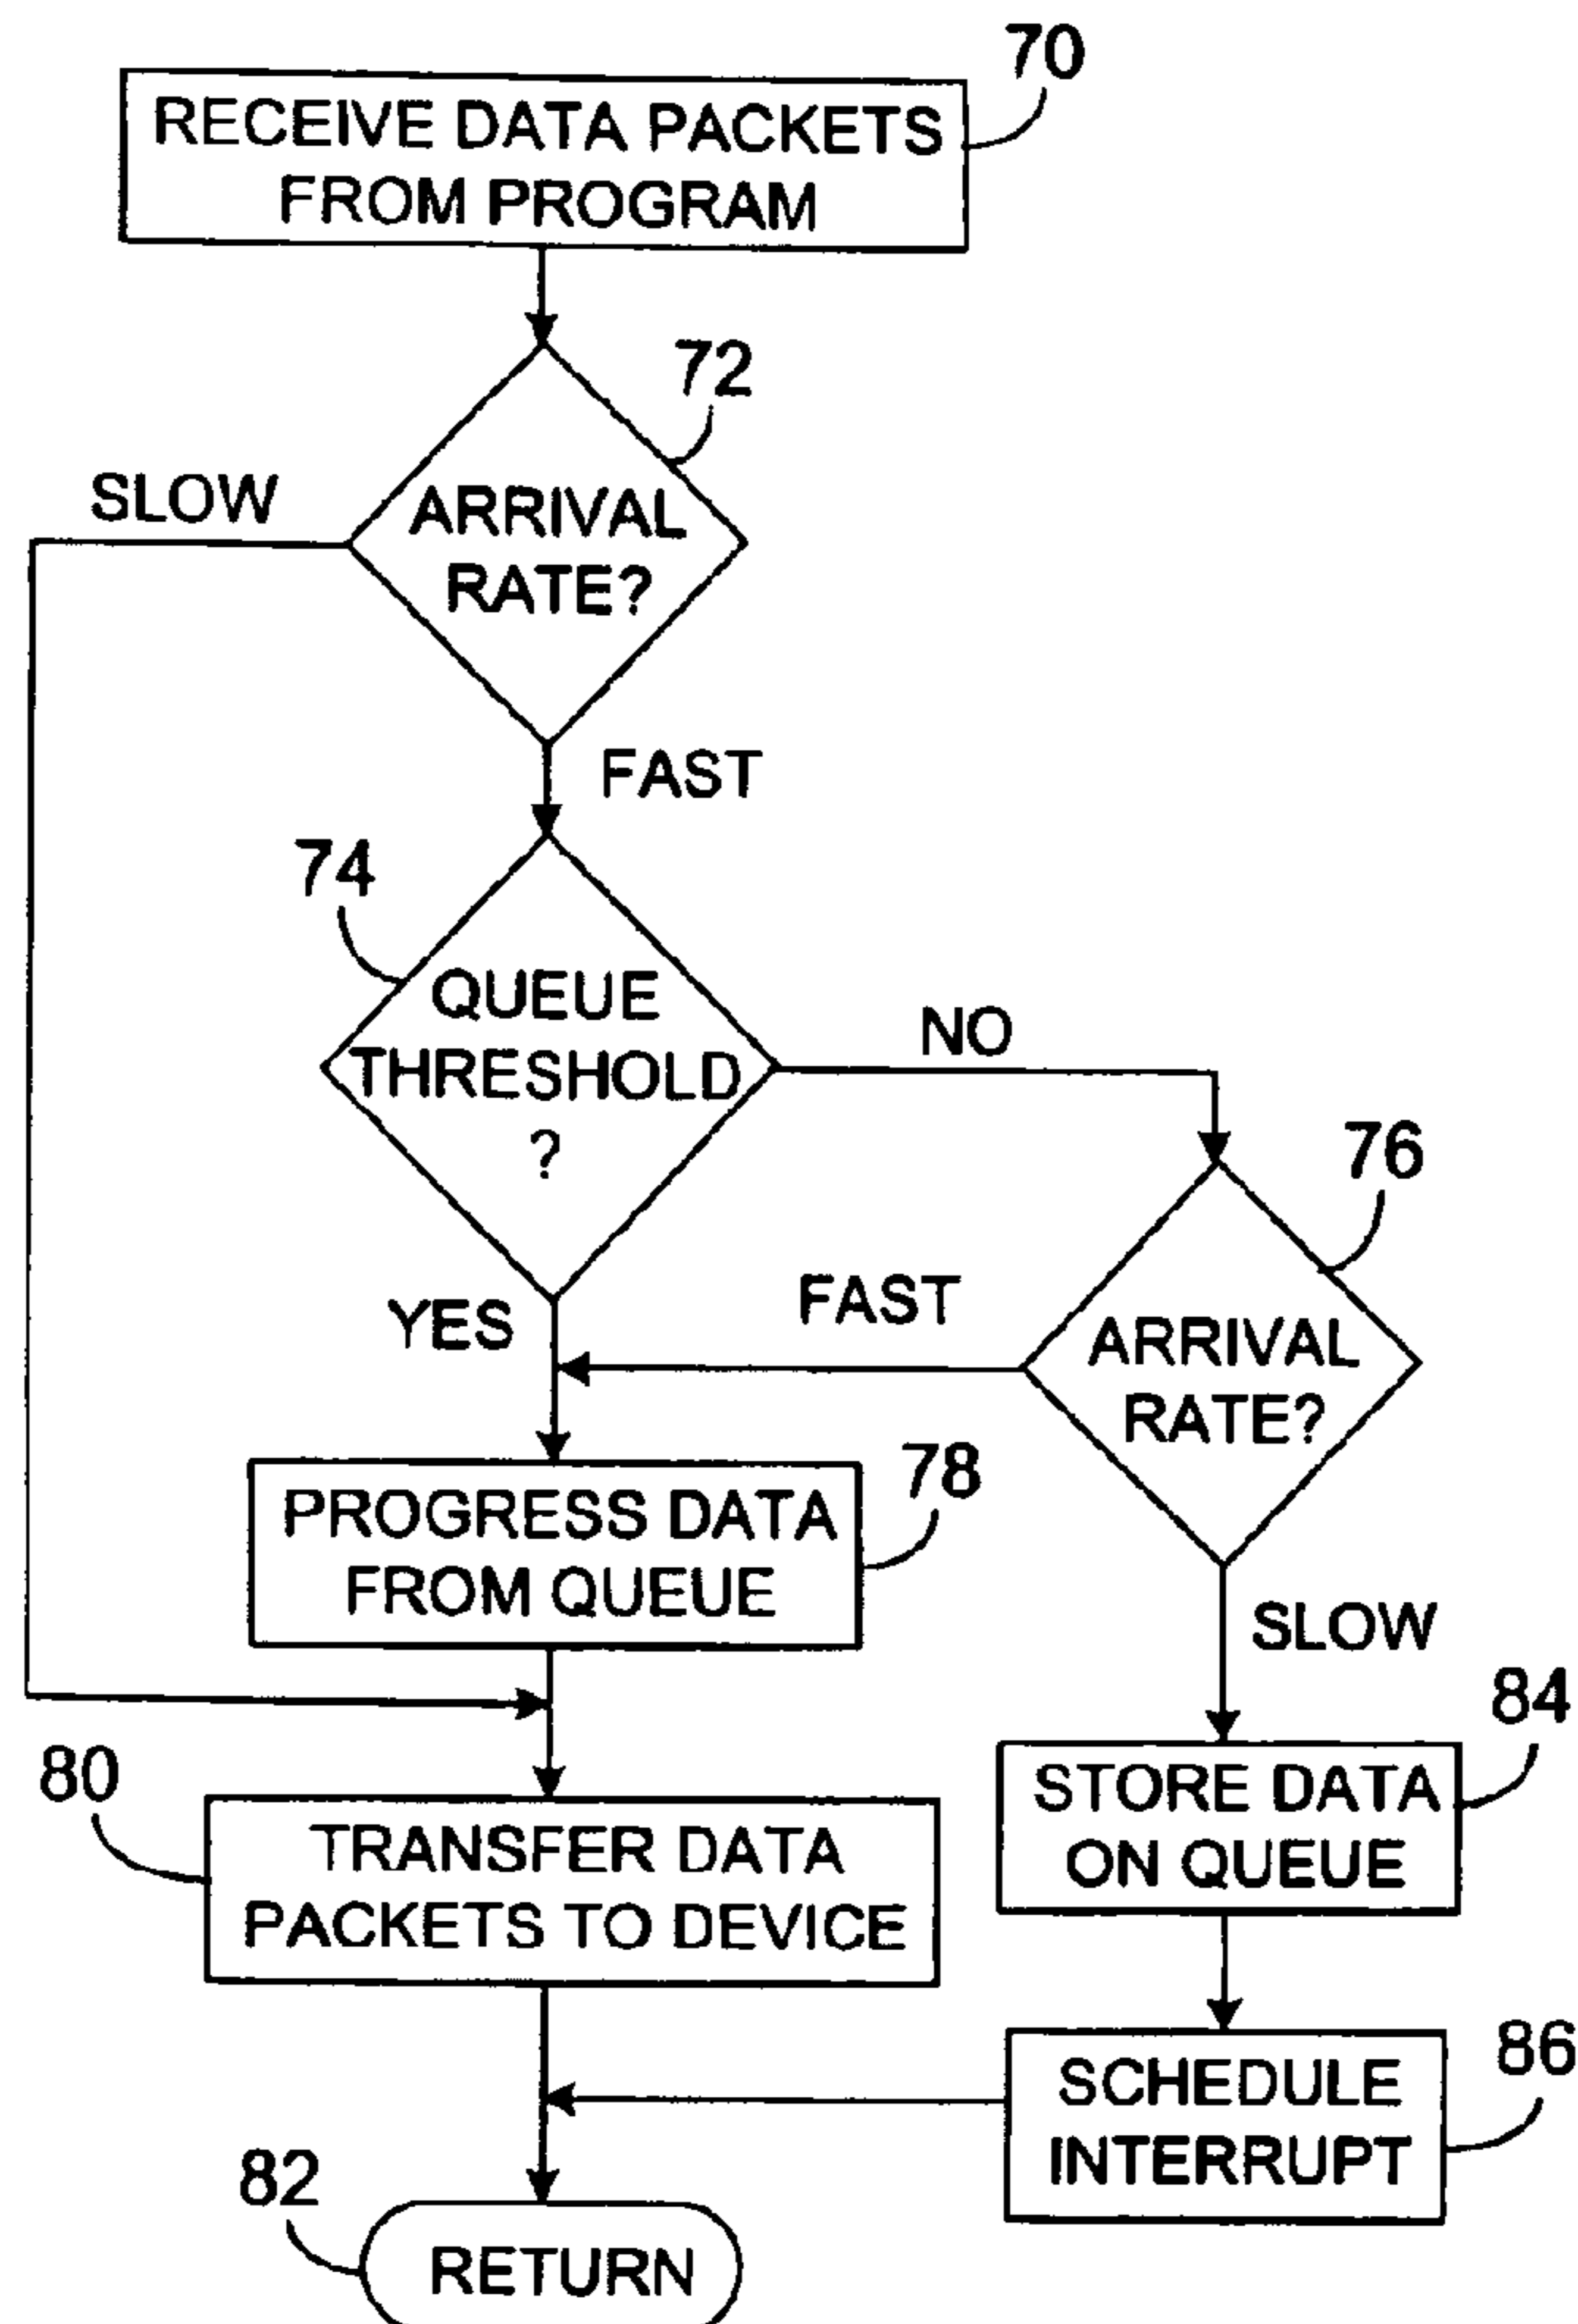 70
RECEIVE DATA PACKETS
FROM PROGRAM
72
SLOW
ARRIVAL
RATE?
FAST
74
QUEUE
THRESHOLD
?
NO
76
YES
FAST
ARRIVAL
RATE?
78
PROGRESS DATA
FROM QUEUE
SLOW
80
84
TRANSFER DATA
PACKETS TO DEVICE
STORE DATA
ON QUEUE
86
SCHEDULE
INTERRUPT
82
RETURN